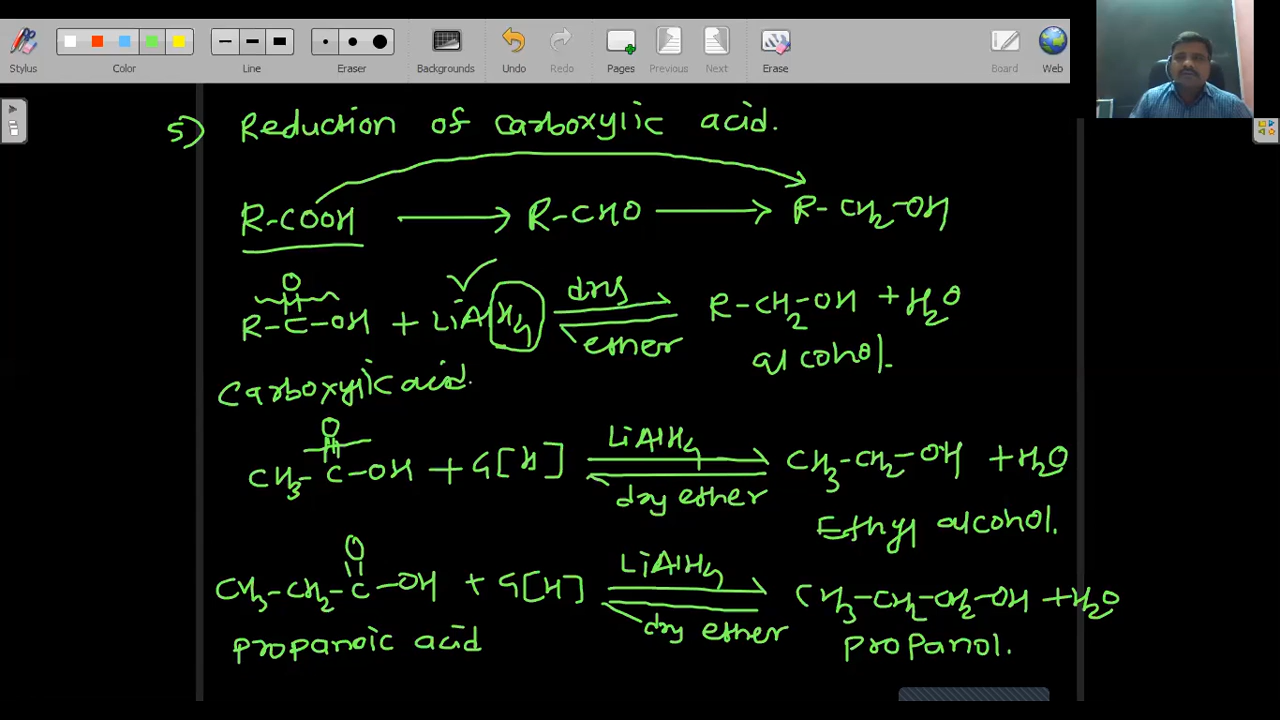 Stylus Color Line Eraser Backgrounds Undo Redo Pages Previous Next Erase Board Web
5) Reduction of carboxylic acid.
R-COOH → R-CHO → R-CH2-OH
O
R-C-OH + LiAlH4 ⇌ dry ether R-CH2-OH + H2O
Carboxylic acid. alcohol.
O
CH3-C-OH + 4[H] ⇌ LiAlH4 dry ether CH3-CH2-OH + H2O
Ethyl alcohol.
O
CH3-CH2-C-OH + 4[H] ⇌ LiAlH4 dry ether CH3-CH2-CH2-OH + H2O
propanoic acid propanol.